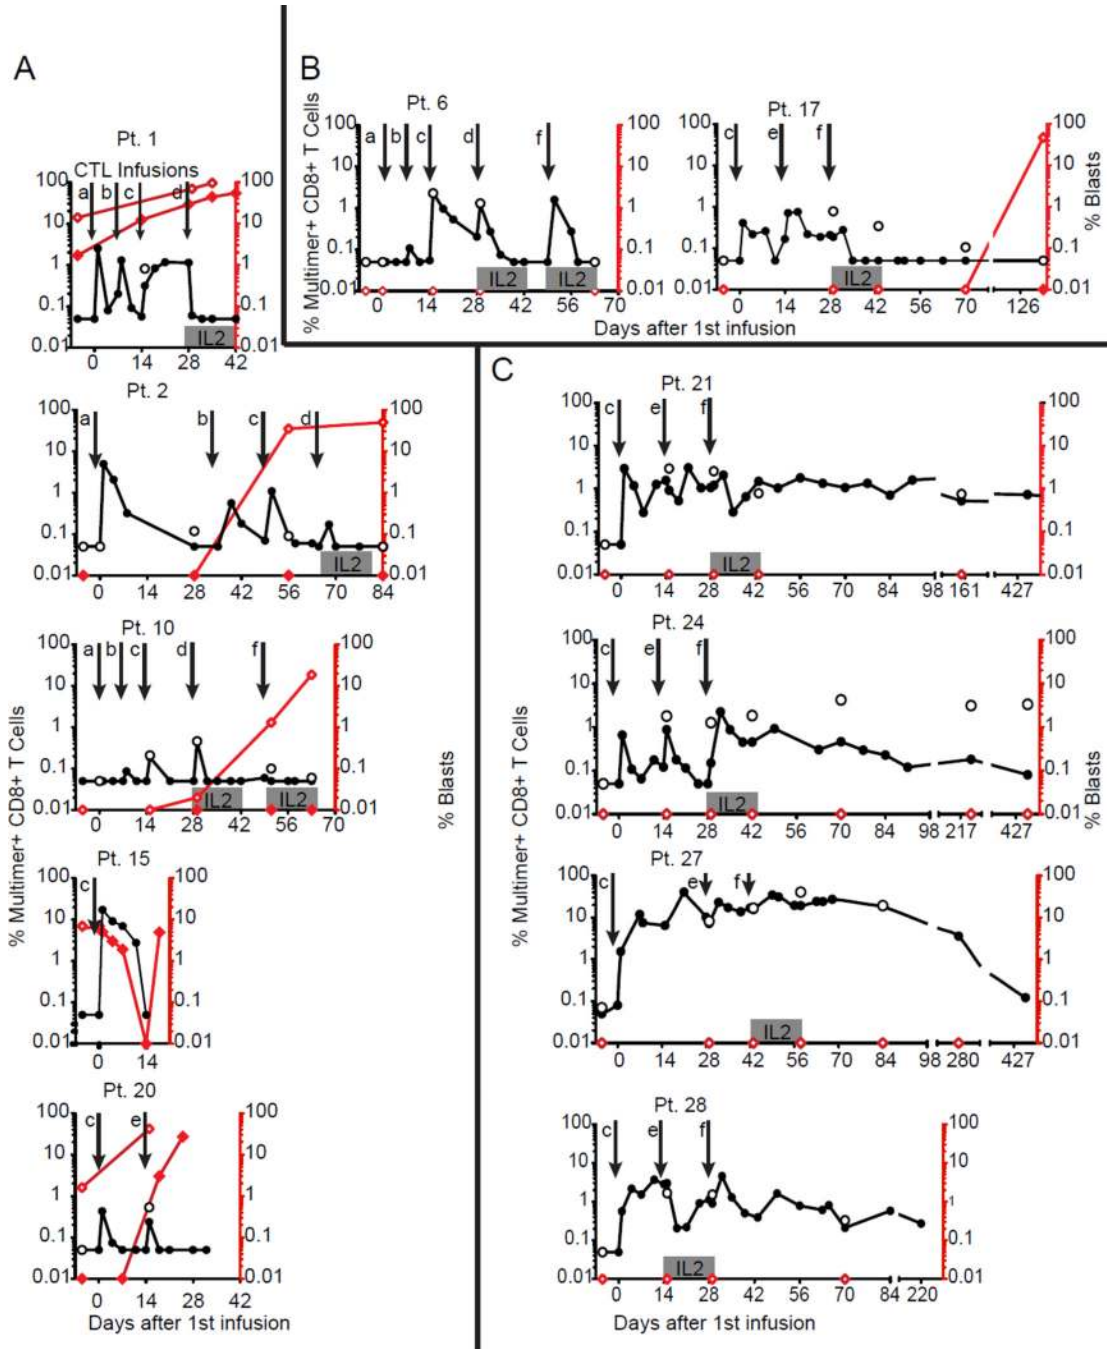 A
Pt. 1
CTL Infusions
a b c d
100 100
10 10
1 1
0.1 0.1
0.01 0.01
IL2
0 14 28 42
Pt. 2
a b c d
100 100
10 10
1 1
0.1 0.1
0.01 0.01
IL2
0 14 28 42 56 70 84
Pt. 10
a b c d f
100 100
10 10
1 1
0.1 0.1
0.01 0.01
IL2 IL2
0 14 28 42 56 70
Pt. 15
c
100 100
10 10
1 1
0.1 0.1
0.01 0.01
0 14
Pt. 20
c e
100 100
10 10
1 1
0.1 0.1
0.01 0.01
0 14 28 42
Days after 1st infusion
% Multimer+ CD8+ T Cells
% Blasts
B
Pt. 6
a b c d f
100 100
10 10
1 1
0.1 0.1
0.01 0.01
IL2 IL2
0 14 28 42 56 70
Pt. 17
c e f
100 100
10 10
1 1
0.1 0.1
0.01 0.01
IL2
0 14 28 42 56 70 126
% Multimer+ CD8+ T Cells
% Blasts
Days after 1st infusion
C
Pt. 21
c e f
100 100
10 10
1 1
0.1 0.1
0.01 0.01
IL2
0 14 28 42 56 70 84 98 161 427
Pt. 24
c e f
100 100
10 10
1 1
0.1 0.1
0.01 0.01
IL2
0 14 28 42 56 70 84 98 217 427
Pt. 27
c e f
100 100
10 10
1 1
0.1 0.1
0.01 0.01
IL2
0 14 28 42 56 70 84 98 280 427
Pt. 28
c e f
100 100
10 10
1 1
0.1 0.1
0.01 0.01
IL2
0 14 28 42 56 70 84 220
Days after 1st infusion
% Multimer+ CD8+ T Cells
% Blasts